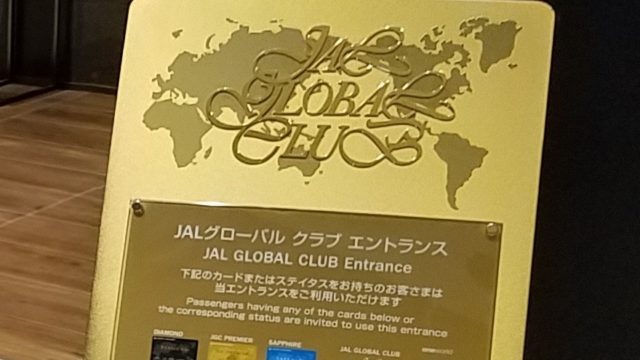 JAL
GLOBAL
CLUB
JALグローバル クラブ エントランス
JAL GLOBAL CLUB Entrance
下記のカードまたはステイタスをお持ちのお客さまは
当エントランスをご利用いただけます
Passengers having any of the cards below or
the corresponding status are invited to use this entrance
DIAMOND
JGC PREMIER
SAPPHIRE
JAL GLOBAL CLUB
oneworld